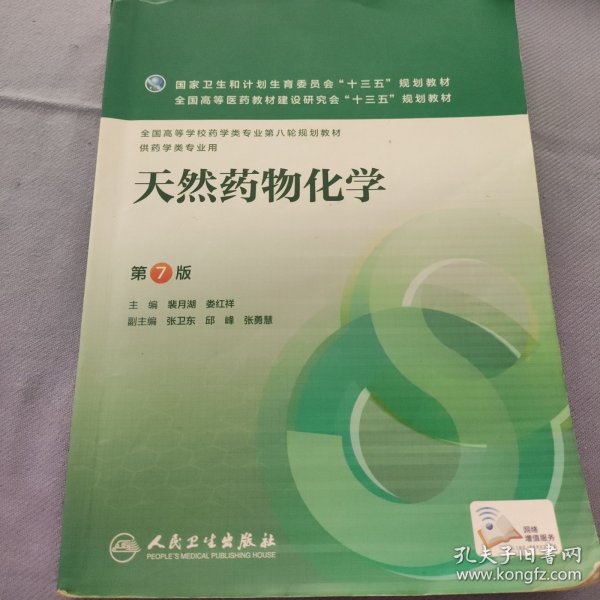 国家卫生和计划生育委员会“十三五”规划教材
全国高等医药教材建设研究会“十三五”规划教材
全国高等学校药学类专业第八轮规划教材
供药学类专业用
天然药物化学
第7版
主 编 裴月湖 娄红祥
副主编 张卫东 邱 峰 张勇慧
人民卫生出版社
PEOPLE'S MEDICAL PUBLISHING HOUSE
网络
增值服务
孔夫子旧书网
www.kongfz.com